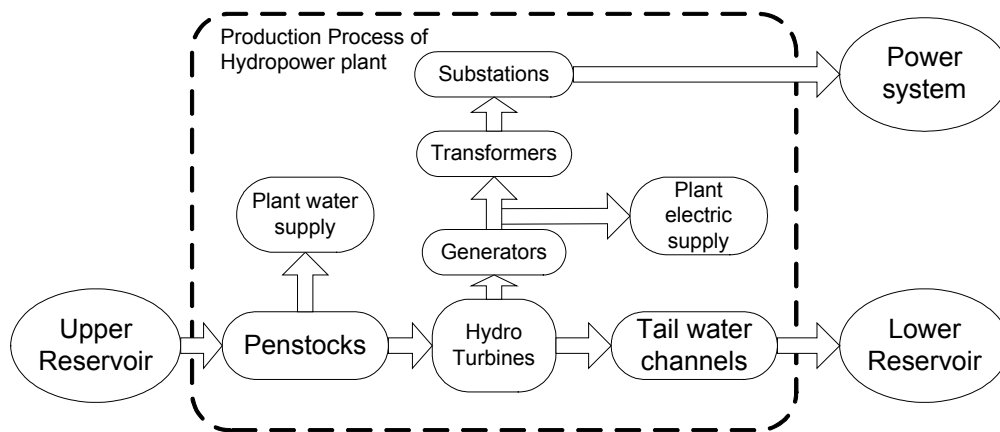 Production Process of
Hydropower plant
Substations
Power
system
Transformers
Plant water
supply
Plant
electric
supply
Generators
Upper
Reservoir
Penstocks
Hydro
Turbines
Tail water
channels
Lower
Reservoir